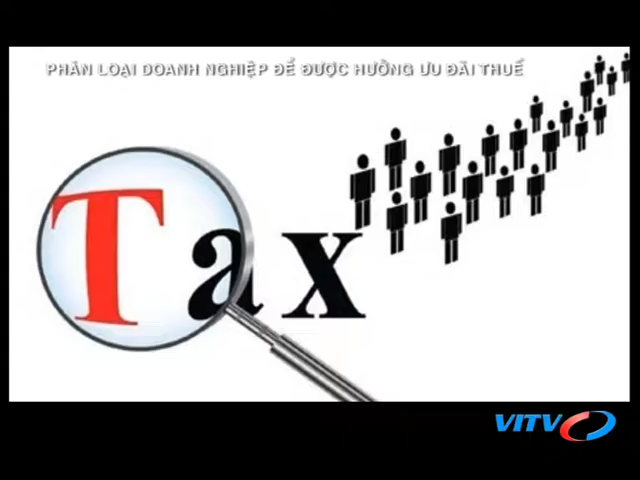 PHÂN LOẠI DOANH NGHIỆP ĐỂ ĐƯỢC HƯỞNG ƯU ĐÃI THUẾ
Tax
VITV